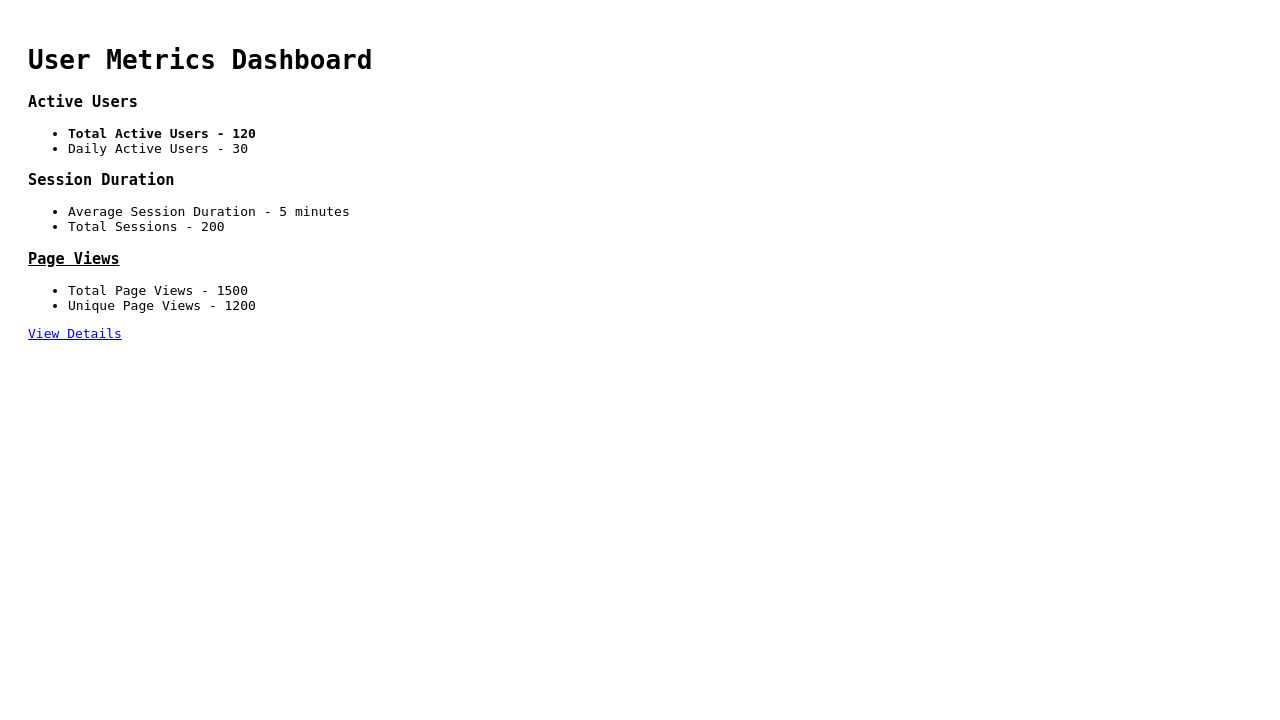 User Metrics Dashboard
Active Users
Total Active Users - 120
Daily Active Users - 30
Session Duration
Average Session Duration - 5 minutes
Total Sessions - 200
Page Views
Total Page Views - 1500
Unique Page Views - 1200
View Details